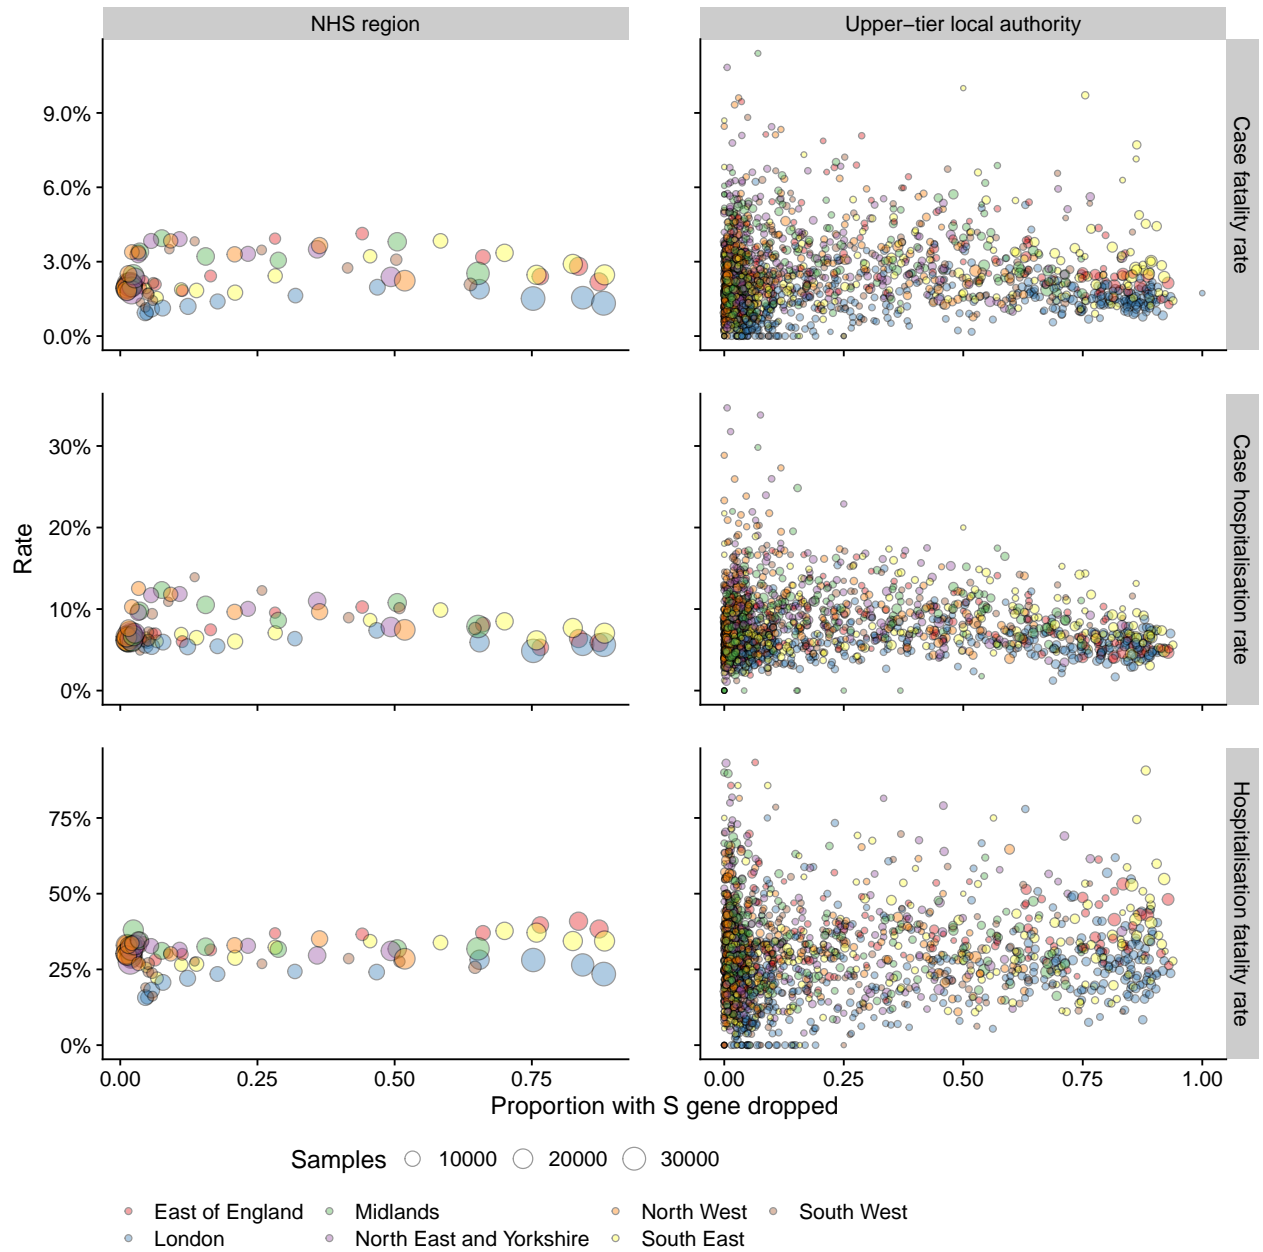 NHS region
Upper−tier local authority
9.0%
6.0%
3.0%
0.0%
Case fatality rate
30%
20%
10%
0%
Case hospitalisation rate
Rate
75%
50%
25%
0%
Hospitalisation fatality rate
0.00 0.25 0.50 0.75 0.00 0.25 0.50 0.75 1.00
Proportion with S gene dropped
Samples 10000 20000 30000
East of England Midlands North West South West
London North East and Yorkshire South East